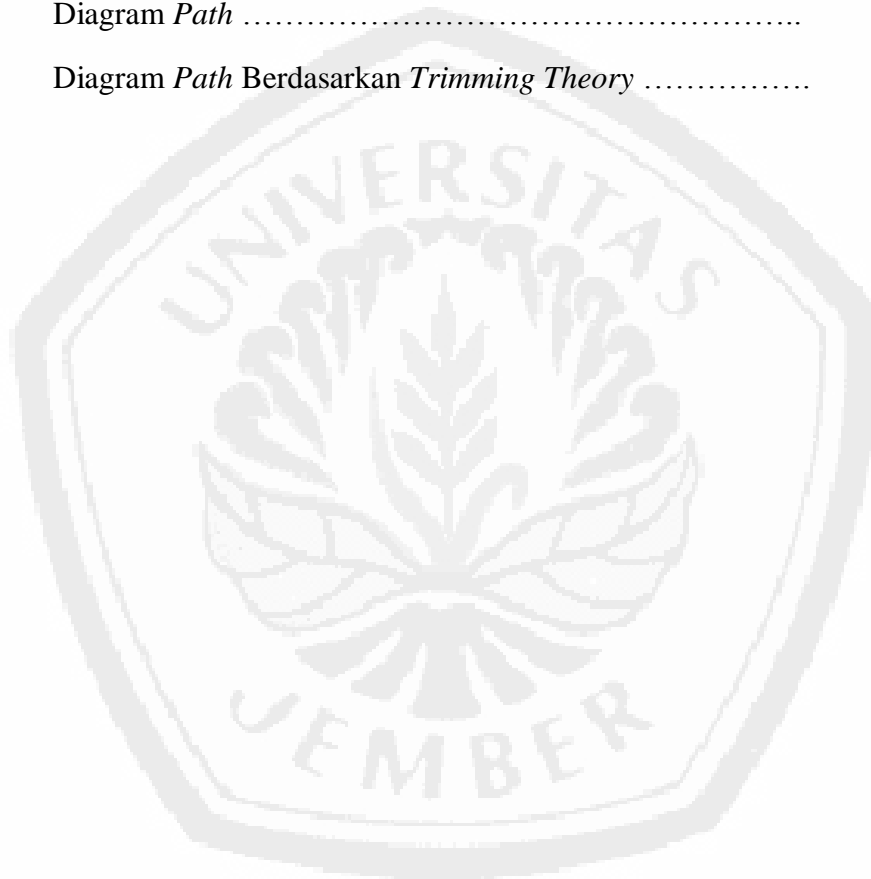 Diagram Path ……………………………………………..
Diagram Path Berdasarkan Trimming Theory …………….
UNIVERSITAS
JEMBER